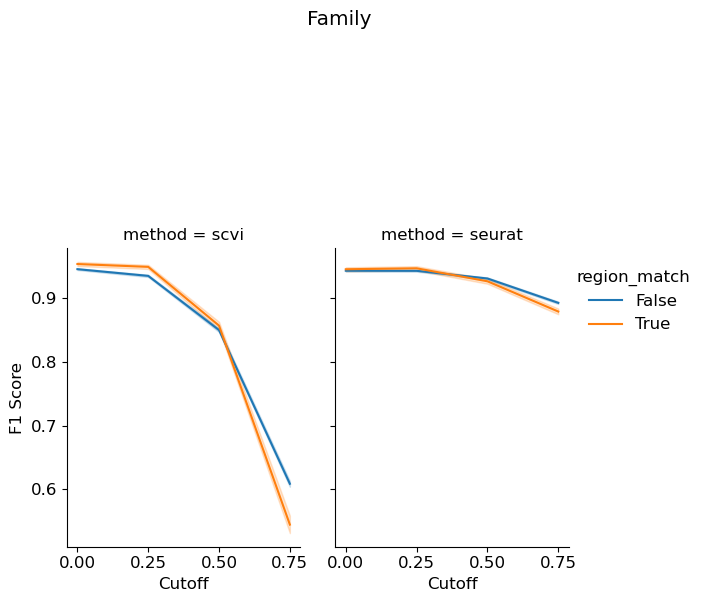 Family
method = scvi
method = seurat
region_match
False
True
F1 Score
0.9
0.8
0.7
0.6
0.00 0.25 0.50 0.75
0.00 0.25 0.50 0.75
Cutoff
Cutoff